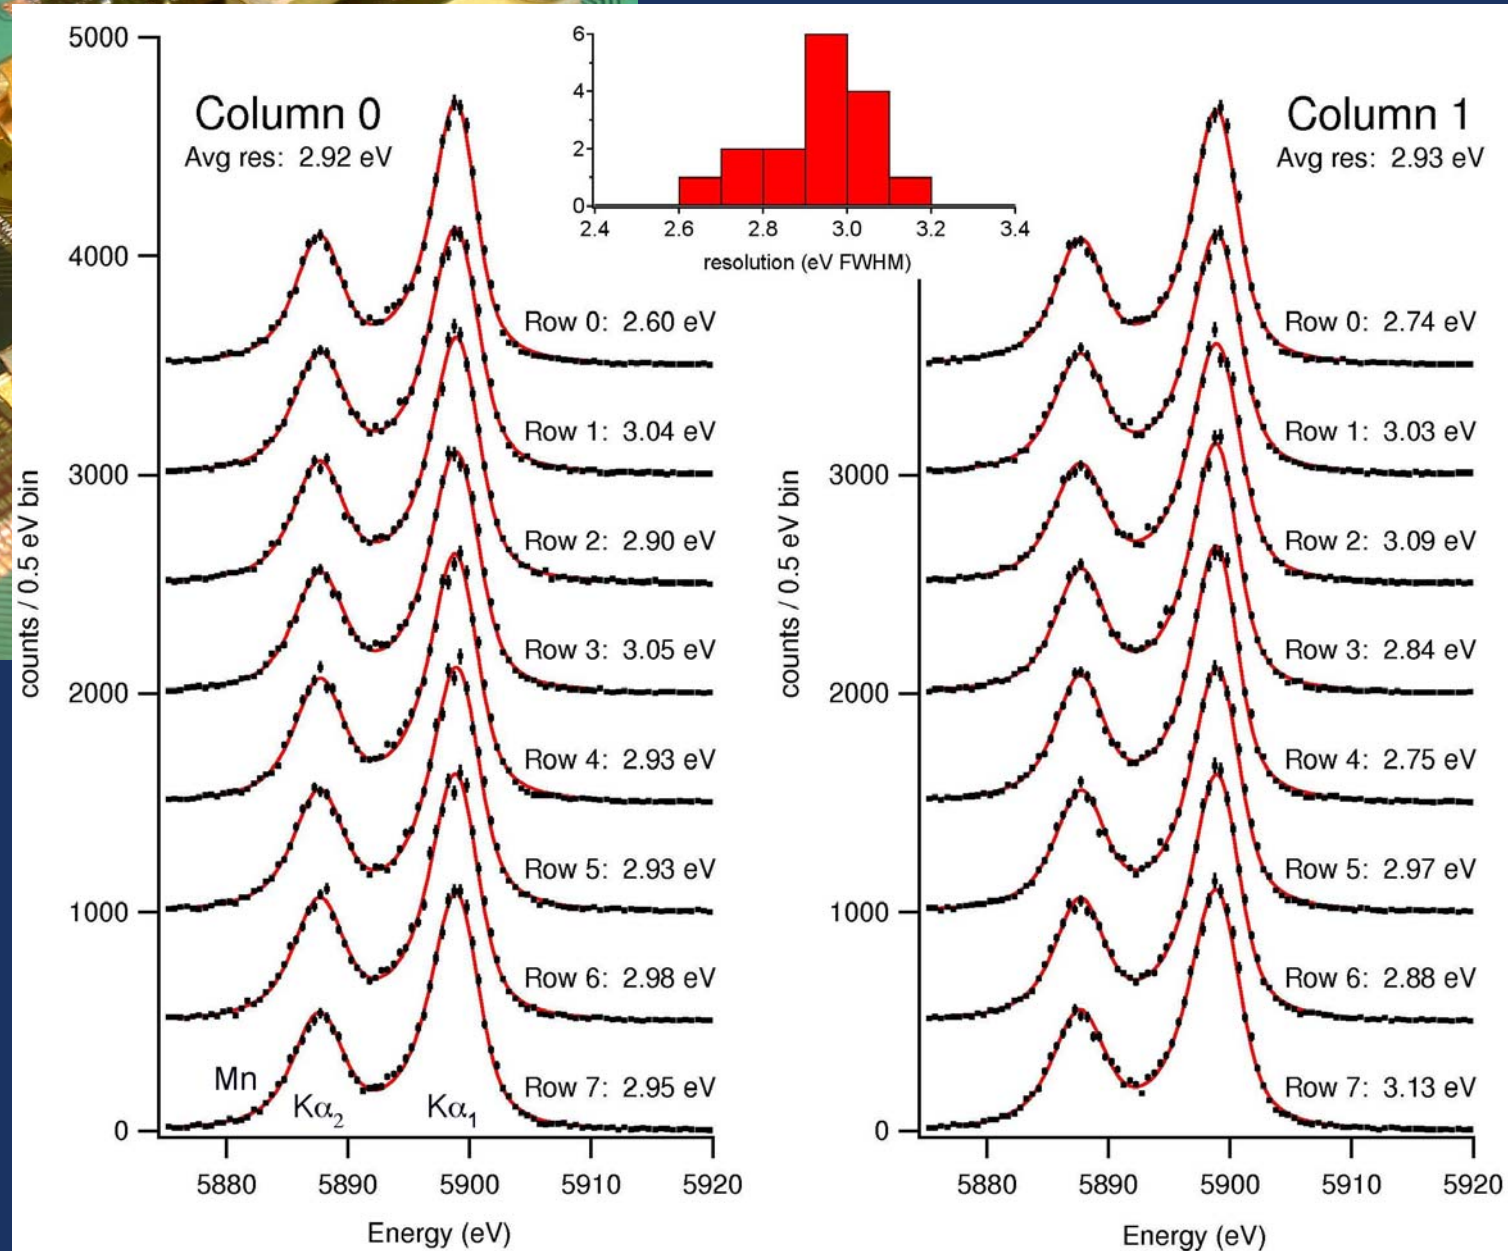 5000
4000
3000
2000
1000
0
counts / 0.5 eV bin
Column 0
Avg res: 2.92 eV
Row 0: 2.60 eV
Row 1: 3.04 eV
Row 2: 2.90 eV
Row 3: 3.05 eV
Row 4: 2.93 eV
Row 5: 2.93 eV
Row 6: 2.98 eV
Row 7: 2.95 eV
Mn
Kα2
Kα1
5880 5890 5900 5910 5920
Energy (eV)
6
4
2
0
2.4 2.6 2.8 3.0 3.2 3.4
resolution (eV FWHM)
Column 1
Avg res: 2.93 eV
3000
2000
1000
0
counts / 0.5 eV bin
Row 0: 2.74 eV
Row 1: 3.03 eV
Row 2: 3.09 eV
Row 3: 2.84 eV
Row 4: 2.75 eV
Row 5: 2.97 eV
Row 6: 2.88 eV
Row 7: 3.13 eV
5880 5890 5900 5910 5920
Energy (eV)